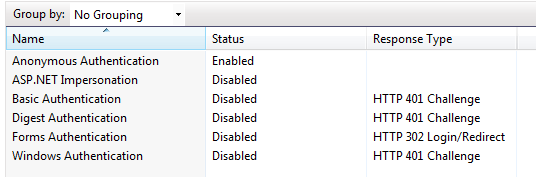 Group by: No Grouping
Name Status Response Type
Anonymous Authentication Enabled
ASP.NET Impersonation Disabled
Basic Authentication Disabled HTTP 401 Challenge
Digest Authentication Disabled HTTP 401 Challenge
Forms Authentication Disabled HTTP 302 Login/Redirect
Windows Authentication Disabled HTTP 401 Challenge